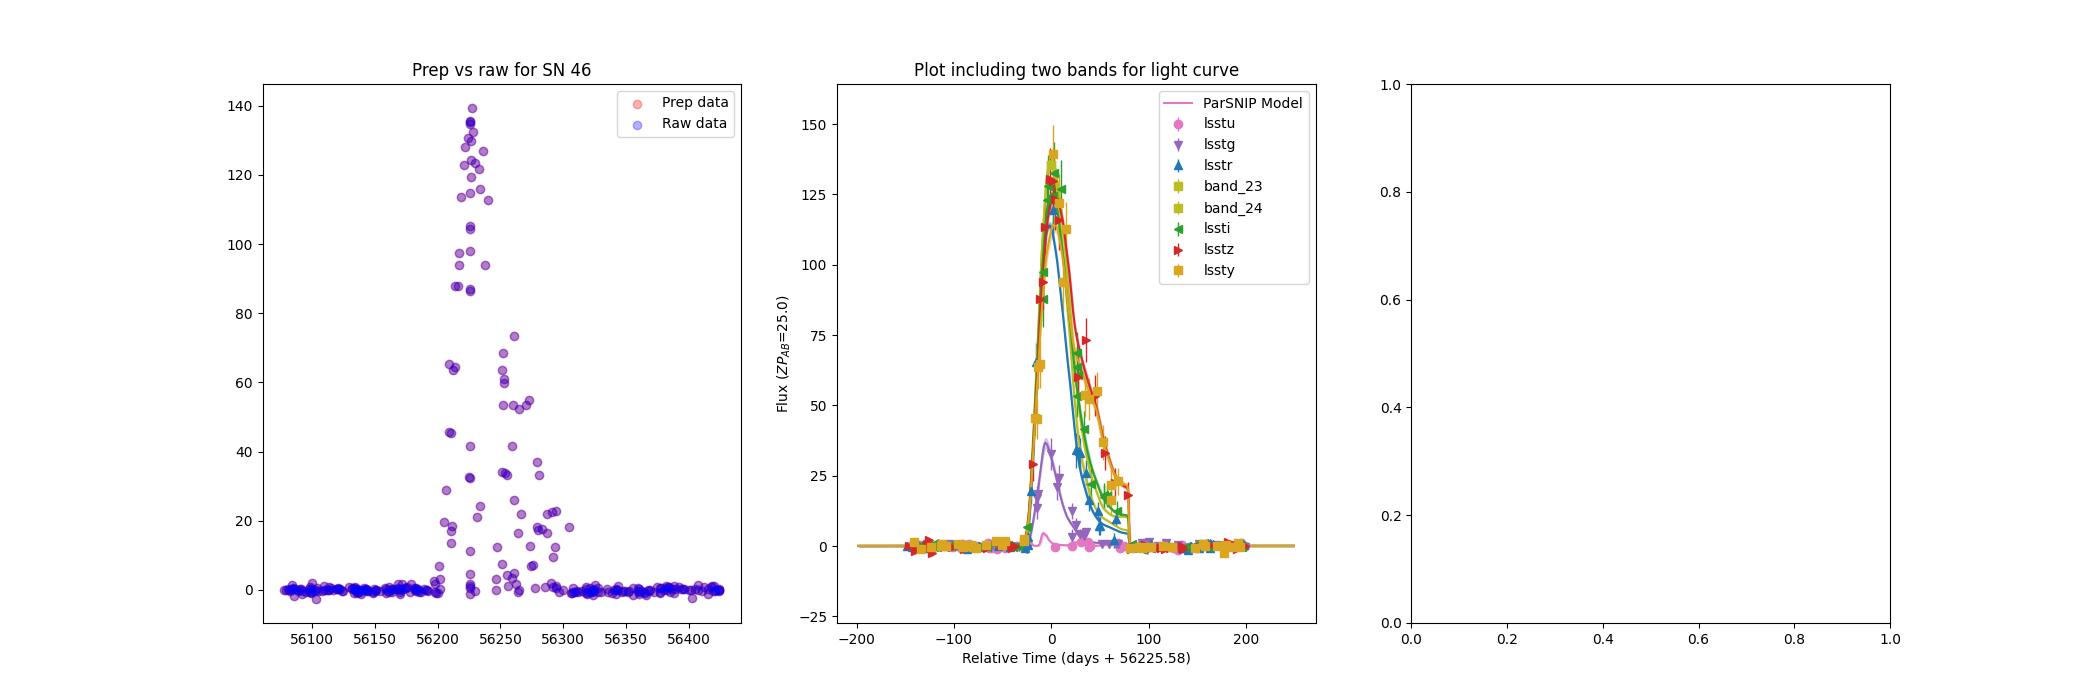 Prep vs raw for SN 46
Prep data
Raw data
140
120
100
80
60
40
20
0
56100 56150 56200 56250 56300 56350 56400
Plot including two bands for light curve
ParSNIP Model
lsstu
lsstg
lsstr
band_23
band_24
lssti
lsstz
lssty
Flux (ZP_AB=25.0)
150
125
100
75
50
25
0
−25
−200 −100 0 100 200
Relative Time (days + 56225.58)
1.0
0.8
0.6
0.4
0.2
0.0
0.0 0.2 0.4 0.6 0.8 1.0